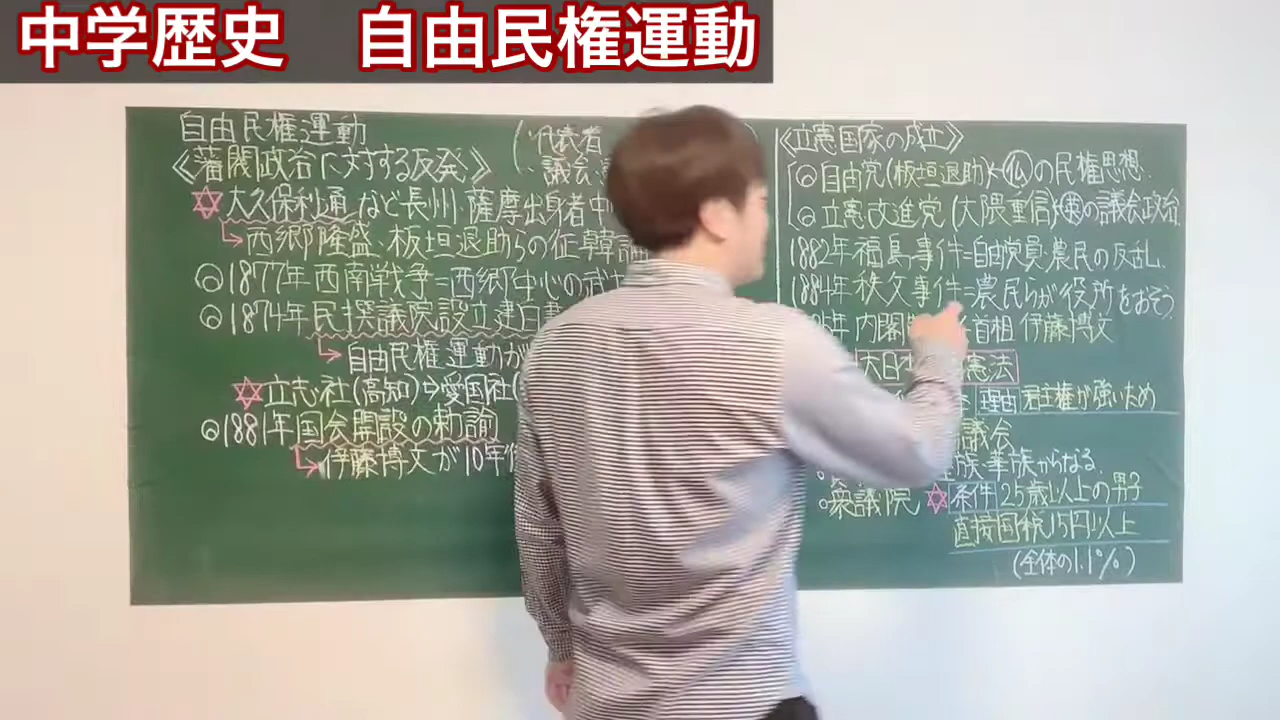 中学歴史 自由民権運動
自由民権運動
《藩閥政治に対する反発》
(・代表者
・議会
☆大久保利通など長州・薩摩出身者中
↳西郷隆盛、板垣退助らの征韓論
◎1877年 西南戦争=西郷中心の武士
◎1874年 民撰議院設立建白書
↳自由民権運動が
☆立志社(高知)⇒愛国社(
◎1881年 国会開設の勅諭
↳伊藤博文が10年後
《立憲国家の成立》
◎自由党(板垣退助)←仏の民権思想.
◎立憲改進党(大隈重信)←英の議会政治.
1882年 福島事件=自由党員・農民の反乱.
1884年 秩父事件=農民らが役所をおそう.
年 内閣 首相 伊藤博文
大日 憲法
理由 君主権が強いため
議会
族・華族からなる.
○衆議院 ☆条件 25歳以上の男子
直接国税15円以上
(全体の1.1%)